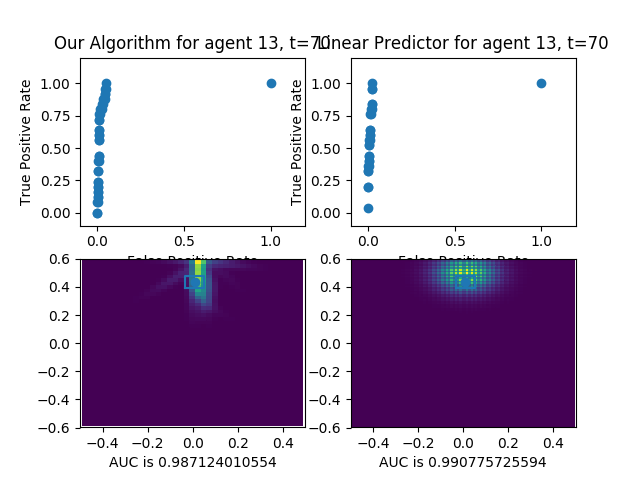 Our Algorithm for agent 13, t=70
Linear Predictor for agent 13, t=70
True Positive Rate
1.00
0.75
0.50
0.25
0.00
0.0 0.5 1.0
False Positive Rate
True Positive Rate
1.00
0.75
0.50
0.25
0.00
0.0 0.5 1.0
False Positive Rate
0.6
0.4
0.2
0.0
−0.2
−0.4
−0.6
−0.4 −0.2 0.0 0.2 0.4
AUC is 0.987124010554
0.6
0.4
0.2
0.0
−0.2
−0.4
−0.6
−0.4 −0.2 0.0 0.2 0.4
AUC is 0.990775725594